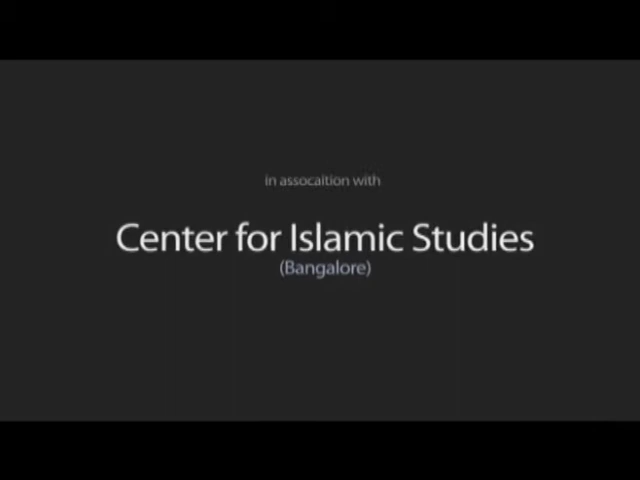 in assocaition with
Center for Islamic Studies
(Bangalore)